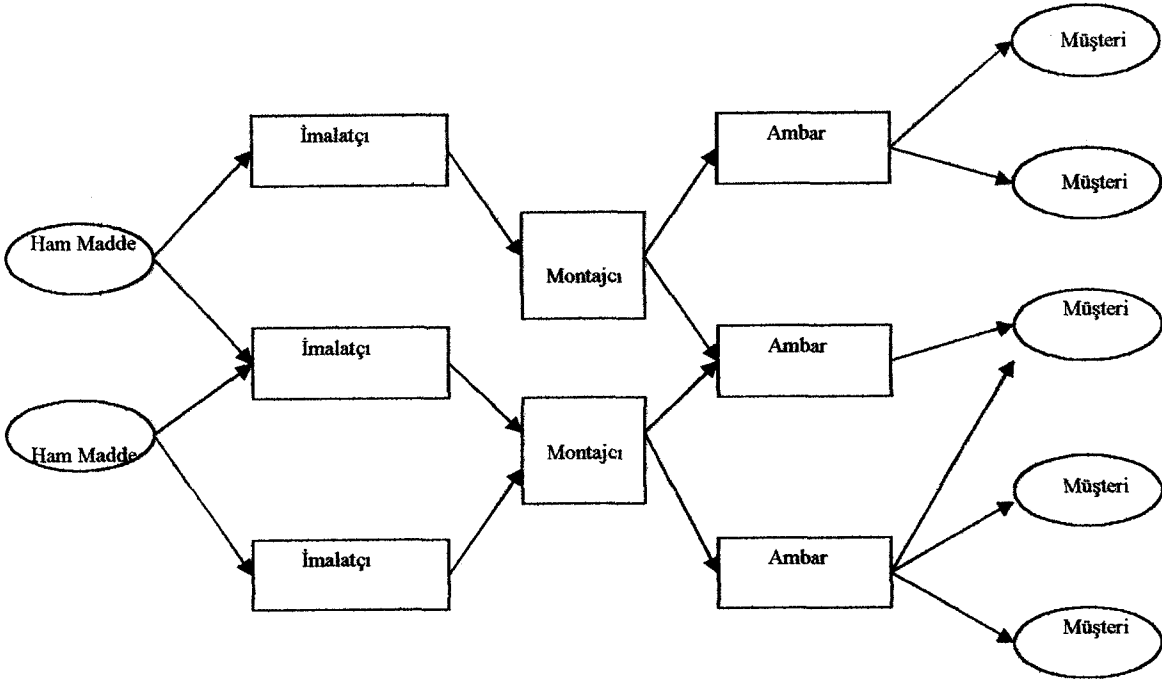 Müşteri
İmalatçı
Ambar
Müşteri
Ham Madde
Montajcı
Müşteri
İmalatçı
Ambar
Ham Madde
Montajcı
Müşteri
İmalatçı
Ambar
Müşteri